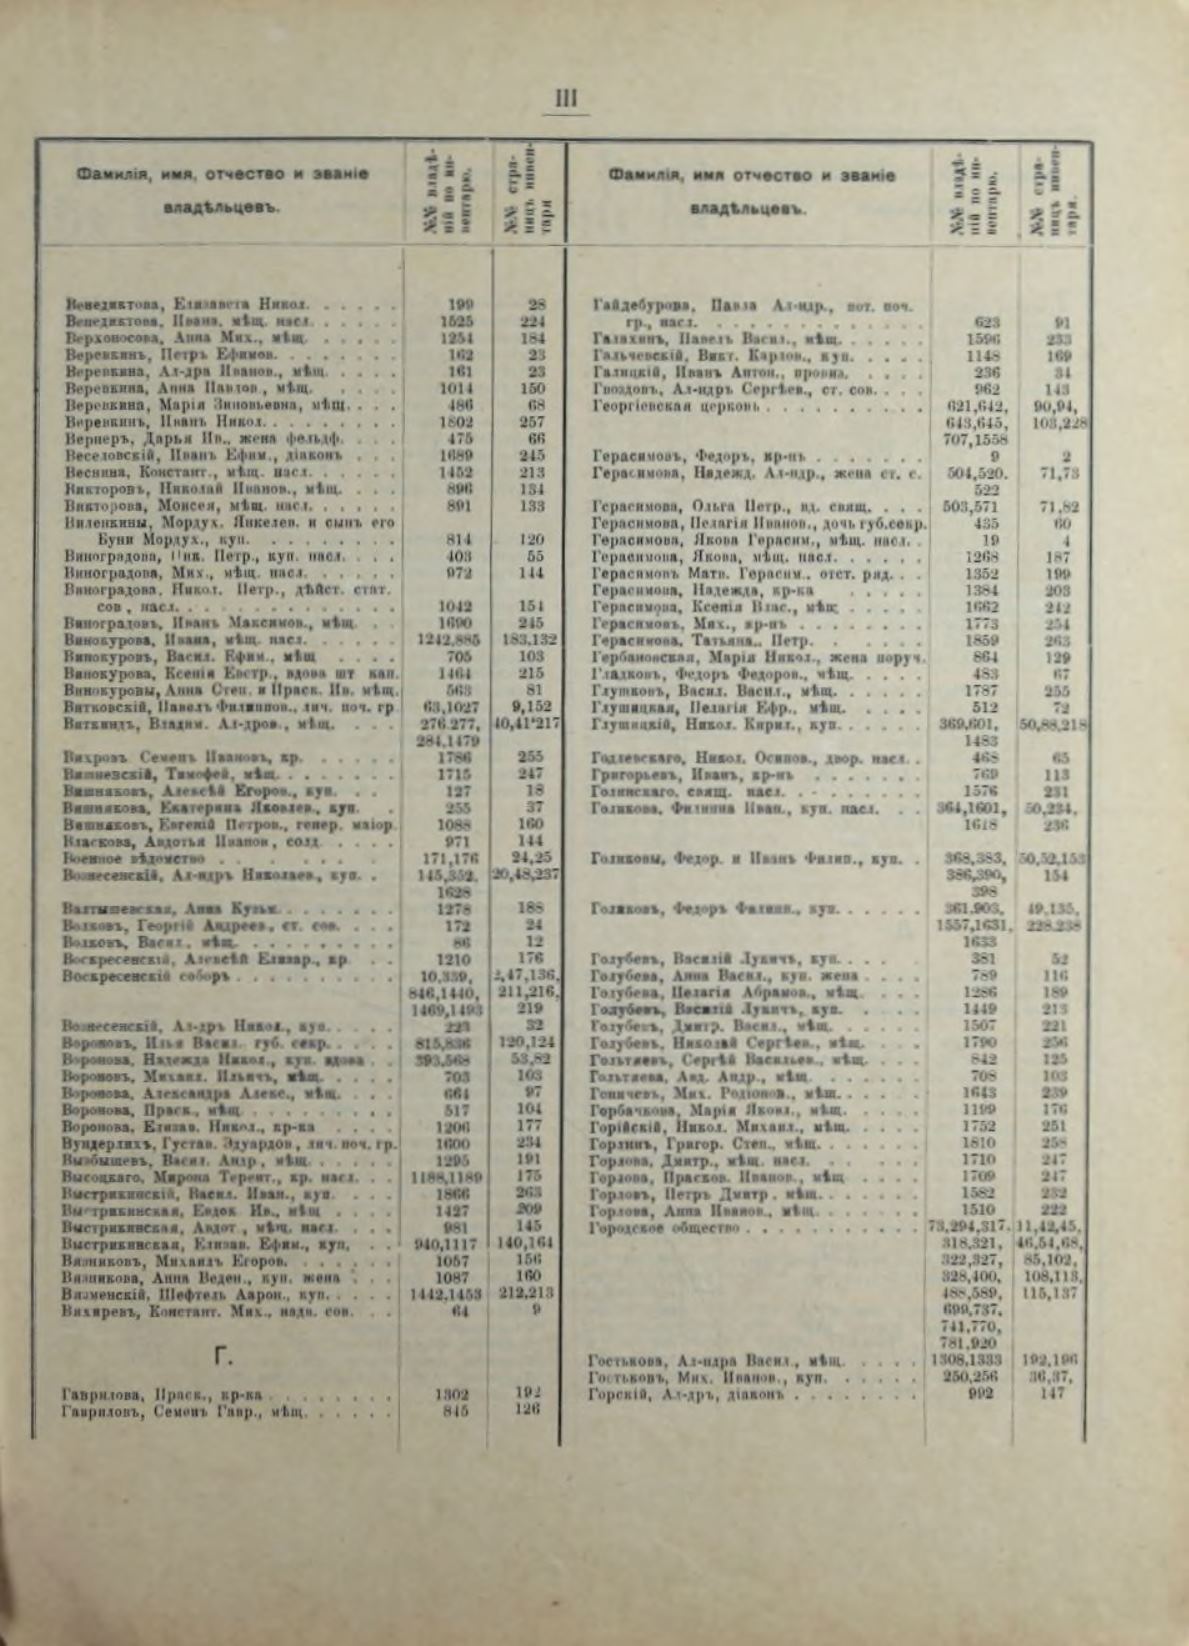 III
Фамилія, имя, отчество и званіе
владѣльцевъ.
№№ владѣ-
ній по ин-
вентарю.
№№ стра-
ницъ инвен-
таря
Венедиктова, Елизавета Никол. 199 28
Венедиктова, Ивана, мѣщ. насл. 1525 224
Верхоносова, Анна Мих., мѣщ. 1254 184
Веревкинъ, Петръ Ефимов. 162 23
Веревкина, Ал-дра Иванов., мѣщ. 161 23
Веревкина, Анна Павлов., мѣщ. 1014 150
Веревкина, Марія Зиновьевна, мѣщ. 486 68
Веревкинъ, Иванъ Никол. 1802 257
Вернеръ, Дарья Ив., жена фельдф. 475 66
Веселовскій, Иванъ Ефим., діаконъ 1689 245
Веснина, Констант., мѣщ. насл. 1452 213
Викторовъ, Николай Иванов., мѣщ. 896 134
Викторова, Моисея, мѣщ. насл. 891 133
Виленкины, Мордух. Янкелев. и сынъ его
Буни Мордух., куп. 814 120
Виноградова, Ник. Петр., куп. насл. 403 55
Виноградова, Мих., мѣщ. насл. 972 144
Виноградова, Никол. Петр., дѣйст. стат.
сов., насл. 1042 154
Виноградовъ, Иванъ Максимов., мѣщ. 1690 245
Винокурова, Ивана, мѣщ. насл. 1242,885 183,132
Винокуровъ, Васил. Ефим., мѣщ 705 103
Винокурова, Ксенія Евстр., вдова шт кап. 1464 215
Винокуровы, Анна Степ. и Праск. Ив. мѣщ. 563 81
Витковскій, Павелъ Филиппов., лич. поч. гр 63,1027 9,152
Виткиндъ, Владим. Ал-дров., мѣщ. 276.277, 40,41*217
284,1479
Вихровъ Семенъ Ивановъ, кр. 1786 255
Вишневскій, Тимофей, мѣщ. 1715 247
Вишняковъ, Алексѣй Егоров., куп. 127 18
Вишнякова, Екатерина Яковлев., куп. 255 37
Вишняковъ, Евгеній Петров., генер. маіор. 1088 160
Власкова, Авдотья Иванов, солд. 971 144
Военное вѣдомство 171,176 24,25
Вознесенскій, Ал-ндръ Николаев., куп. 145,352, 20,48,237
1628
Валтышевская, Анна Кузьм. 1278 188
Волковъ, Георгій Андреев., ст. сов. 172 24
Волковъ, Васил., мѣщ. 86 12
Воскресенскій, Алексѣй Елизар., кр 1210 176
Воскресенскій соборъ 10,339, 2,47,136,
846,1440, 211,216,
1469,1493 219
Вознесенскій, Ал-дръ Никол., куп. 223 32
Вороновъ, Илья Васил. губ. секр. 815,836 120,124
Воронова, Надежда Никол., куп. вдова 393,568 53,82
Вороновъ, Михаил. Ильичъ, мѣщ. 703 103
Воронова, Александра Алекс., мѣщ. 664 97
Воронова, Праск., мѣщ 517 104
Воронова, Елизав. Никол., кр-ка 1206 177
Вундерлихъ, Густав. Эдуардов, лич. поч. гр. 1600 234
Выбышевъ, Васил. Андр, мѣщ. 1295 191
Высоцкаго, Мирона Терент., кр. насл. 1188,1189 175
Выстрикинскій, Васил. Иван., куп. 1866 263
Выстрикинская, Евдок Ив., мѣщ 1427 209
Выстрикинская, Авдот, мѣщ. насл. 981 145
Выстрикинская, Елизав. Ефим., куп, 940,1117 140,164
Вязниковъ, Михаилъ Егоров. 1057 156
Вязникова, Анна Веден., куп. жена 1087 160
Вязменскій, Шефтель Аарон., куп. 1442,1453 212,213
Вяхиревъ, Констант. Мих., надв. сов. 64 9
Г.
Гаврилова, Праск., кр-ка 1302 192
Гавриловъ, Семенъ Гавр., мѣщ. 845 126
Фамилія, имя отчество и званіе
владѣльцевъ.
№№ владѣ-
ній по ин-
вентарю.
№№ стра-
ницъ инвен-
таря.
Гайдебурова, Павла Ал-ндр., пот. поч.
гр., насл. 623 91
Галахинъ, Павелъ Васил., мѣщ. 1596 233
Гальчевскій, Викт. Карлов., куп. 1148 169
Галицкій, Иванъ Антон., провиз. 236 34
Гвоздовъ, Ал-ндръ Сергѣев., ст. сов. 962 143
Георгіевская церковь 621,642, 90,94,
643,645, 103,228
707,1558
Герасимовъ, Федоръ, кр-нъ 9 2
Герасимова, Надежд. Ал-ндр., жена ст. с. 504,520. 71,73
522
Герасимова, Ольга Петр., вд. свящ. 503,571 71,82
Герасимова, Пелагія Иванов., дочь губ.секр. 435 60
Герасимова, Якова Герасим., мѣщ. насл. 19 4
Герасимова, Якова, мѣщ. насл. 1268 187
Герасимовъ Матв. Герасим., отст. ряд. 1352 199
Герасимова, Надежда, кр-ка 1384 203
Герасимова, Ксенія Влас., мѣщ 1662 242
Герасимовъ, Мих., кр-нъ 1773 254
Герасимова, Татьяна,, Петр. 1859 263
Гербановская, Марія Никол., жена поруч. 864 129
Гладковъ, Федоръ Федоров., мѣщ. 483 67
Глушковъ, Васил. Васил., мѣщ. 1787 255
Глушицкая, Пелагія Ефр., мѣщ. 512 72
Глушицкій, Никол. Кирил., куп. 369,601, 50,88,218
1483
Годлевскаго, Никол. Осипов., двор. насл. 468 65
Григорьевъ, Иванъ, кр-нъ 769 113
Голинскаго, свящ. насл. 1576 231
Голикова, Филиппа Иван., куп. насл. 364,1601, 50,234,
1618 236
Голиковы, Федор. и Иванъ Филип., куп. 368,383, 50,52,153
386,390, 154
398
Голиковъ, Федоръ Филипп., куп. 361,903, 49,135,
1557,1631, 228,238
1633
Голубевъ, Василій Лукичъ, куп. 381 52
Голубева, Анна Васил., куп. жена 789 116
Голубева, Пелагія Абрамов., мѣщ. 1286 189
Голубевъ, Василій Лукичъ, куп. 1449 213
Голубевъ, Дмитр. Васил., мѣщ. 1507 221
Голубевъ, Николай Сергѣев., мѣщ. 1790 256
Гольтяевъ, Сергѣй Васильев., мѣщ. 842 125
Гольтяева, Авд. Андр., мѣщ. 708 103
Гоничевъ, Мих. Родіонов., мѣщ. 1643 239
Горбачкова, Марія Яковл., мѣщ. 1199 176
Горійскій, Никол. Михаил., мѣщ. 1752 251
Горлинъ, Григор. Степ., мѣщ. 1810 258
Горлова, Дмитр., мѣщ. насл. 1710 247
Горлова, Прасков. Иванов., мѣщ 1709 247
Горловъ, Петръ Дмитр. мѣщ. 1582 232
Горлова, Анна Иванов., мѣщ. 1510 222
Городское общество 73,294,317. 11,42,45,
318,321, 46,54,68,
322,327, 85,102,
328,400, 108,113,
488,589, 115,137
699,737,
741,770,
781,920
Гостькова, Ал-ндра Васил., мѣщ. 1308,1333 192,196
Гостьковъ, Мих. Иванов., куп. 250,256 36,37,
Горскій, Ал-дръ, діаконъ 992 147